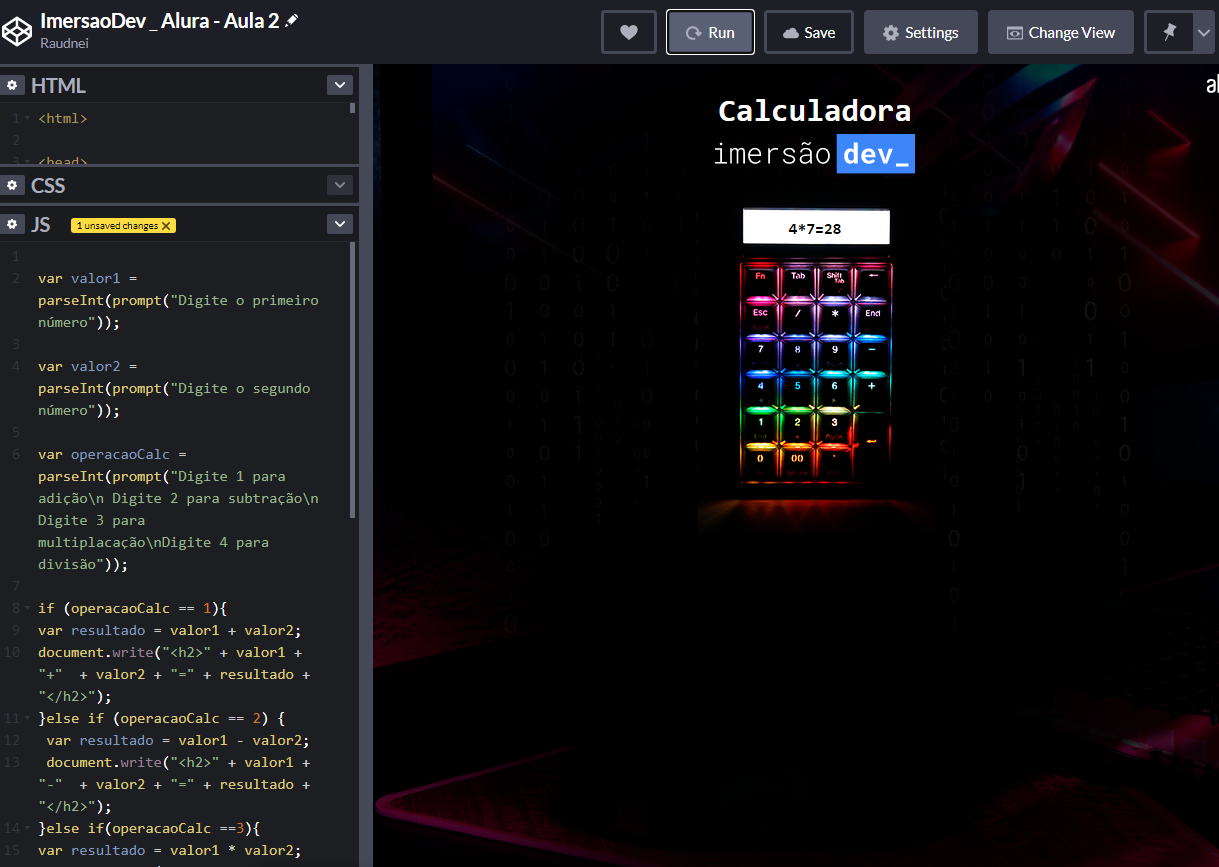 ImersaoDev_ Alura - Aula 2
Raudnei
Run
Save
Settings
Change View
HTML
1 <html>
2
3 <head>
CSS
JS
1 unsaved changes X
1
2 var valor1 =
parseInt(prompt("Digite o primeiro
número"));
3
4 var valor2 =
parseInt(prompt("Digite o segundo
número"));
5
6 var operacaoCalc =
parseInt(prompt("Digite 1 para
adição\n Digite 2 para subtração\n
Digite 3 para
multiplacação\nDigite 4 para
divisão"));
7
8 if (operacaoCalc == 1){
9 var resultado = valor1 + valor2;
10 document.write("<h2>" + valor1 +
"+"  + valor2 + "=" + resultado +
"</h2>");
11 }else if (operacaoCalc == 2) {
12 var resultado = valor1 - valor2;
13 document.write("<h2>" + valor1 +
"-"  + valor2 + "=" + resultado +
"</h2>");
14 }else if(operacaoCalc ==3){
15 var resultado = valor1 * valor2;
al
Calculadora
imersão dev_
4*7=28
Fn Tab Shift Tab ←
Esc / * End
7 8 9 -
4 5 6 +
1 2 3
0 00 . ↵